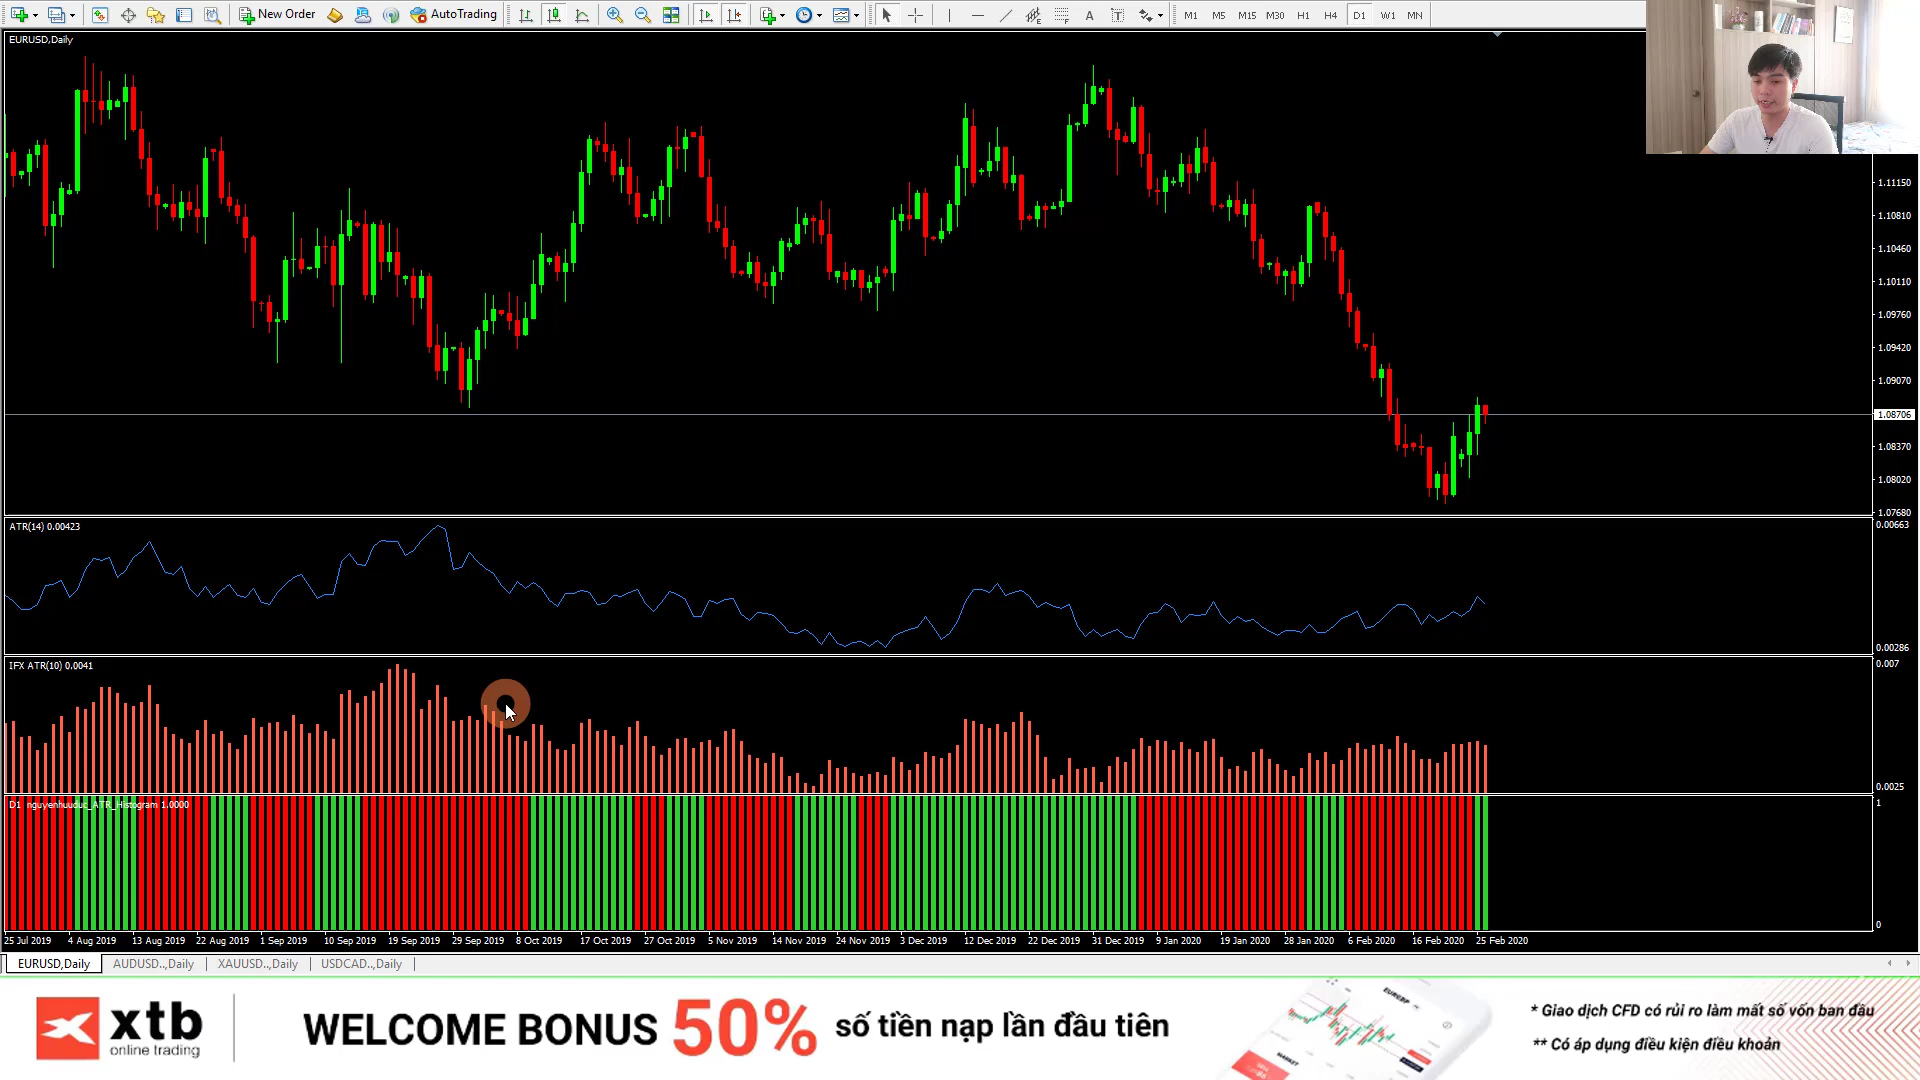 New Order AutoTrading M1 M5 M15 M30 H1 H4 D1 W1 MN
EURUSD,Daily
1.11150
1.10810
1.10460
1.10110
1.09760
1.09420
1.09070
1.08706
1.08370
1.08020
1.07680
ATR(14) 0.00423
0.00663
0.00286
IFX ATR(10) 0.0041
0.007
0.0025
D1 nguyenhuuduc_ATR_Histogram 1.0000
1
0
25 Jul 2019 4 Aug 2019 13 Aug 2019 22 Aug 2019 1 Sep 2019 10 Sep 2019 19 Sep 2019 29 Sep 2019 8 Oct 2019 17 Oct 2019 27 Oct 2019 5 Nov 2019 14 Nov 2019 24 Nov 2019 3 Dec 2019 12 Dec 2019 22 Dec 2019 31 Dec 2019 9 Jan 2020 19 Jan 2020 28 Jan 2020 6 Feb 2020 16 Feb 2020 25 Feb 2020
EURUSD,Daily AUDUSD..,Daily XAUUSD..,Daily USDCAD..,Daily
xtb
online trading
WELCOME BONUS 50% số tiền nạp lần đầu tiên
EURGBP
MARKET
* Giao dịch CFD có rủi ro làm mất số vốn ban đầu
** Có áp dụng điều kiện điều khoản